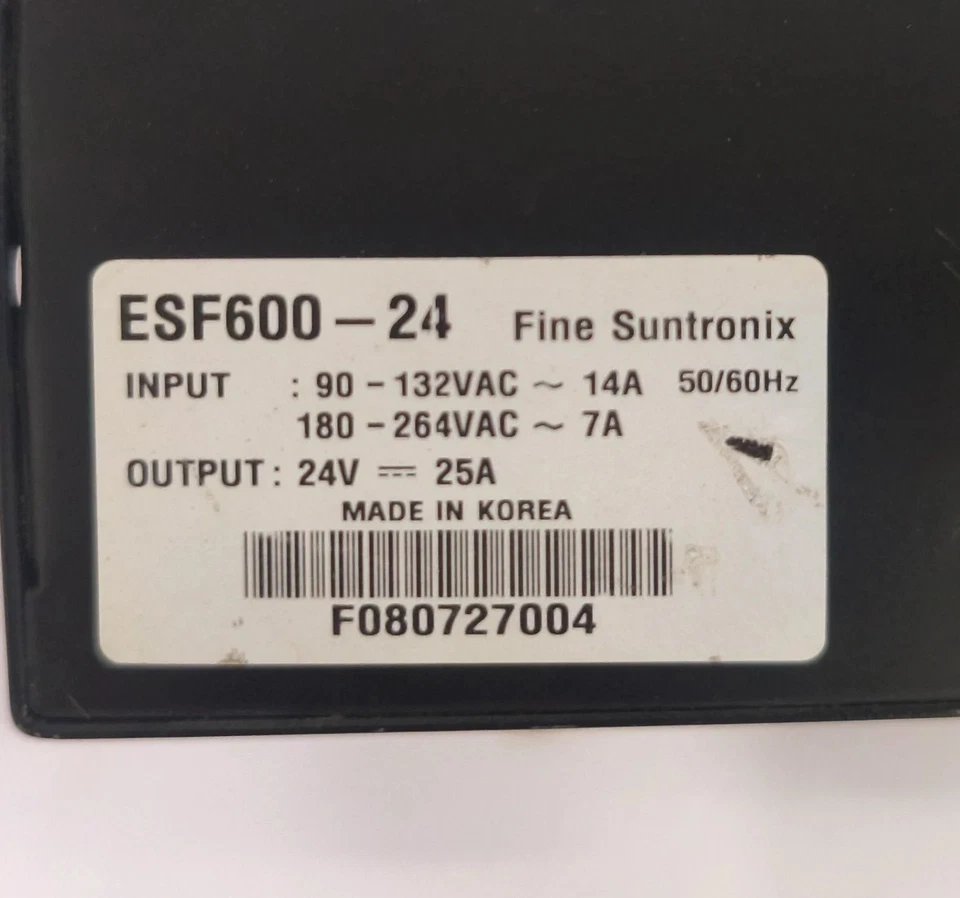 ESF600-24 Fine Suntronix
INPUT : 90-132VAC ~ 14A 50/60Hz
180-264VAC ~ 7A
OUTPUT: 24V ⎓ 25A
MADE IN KOREA
F080727004